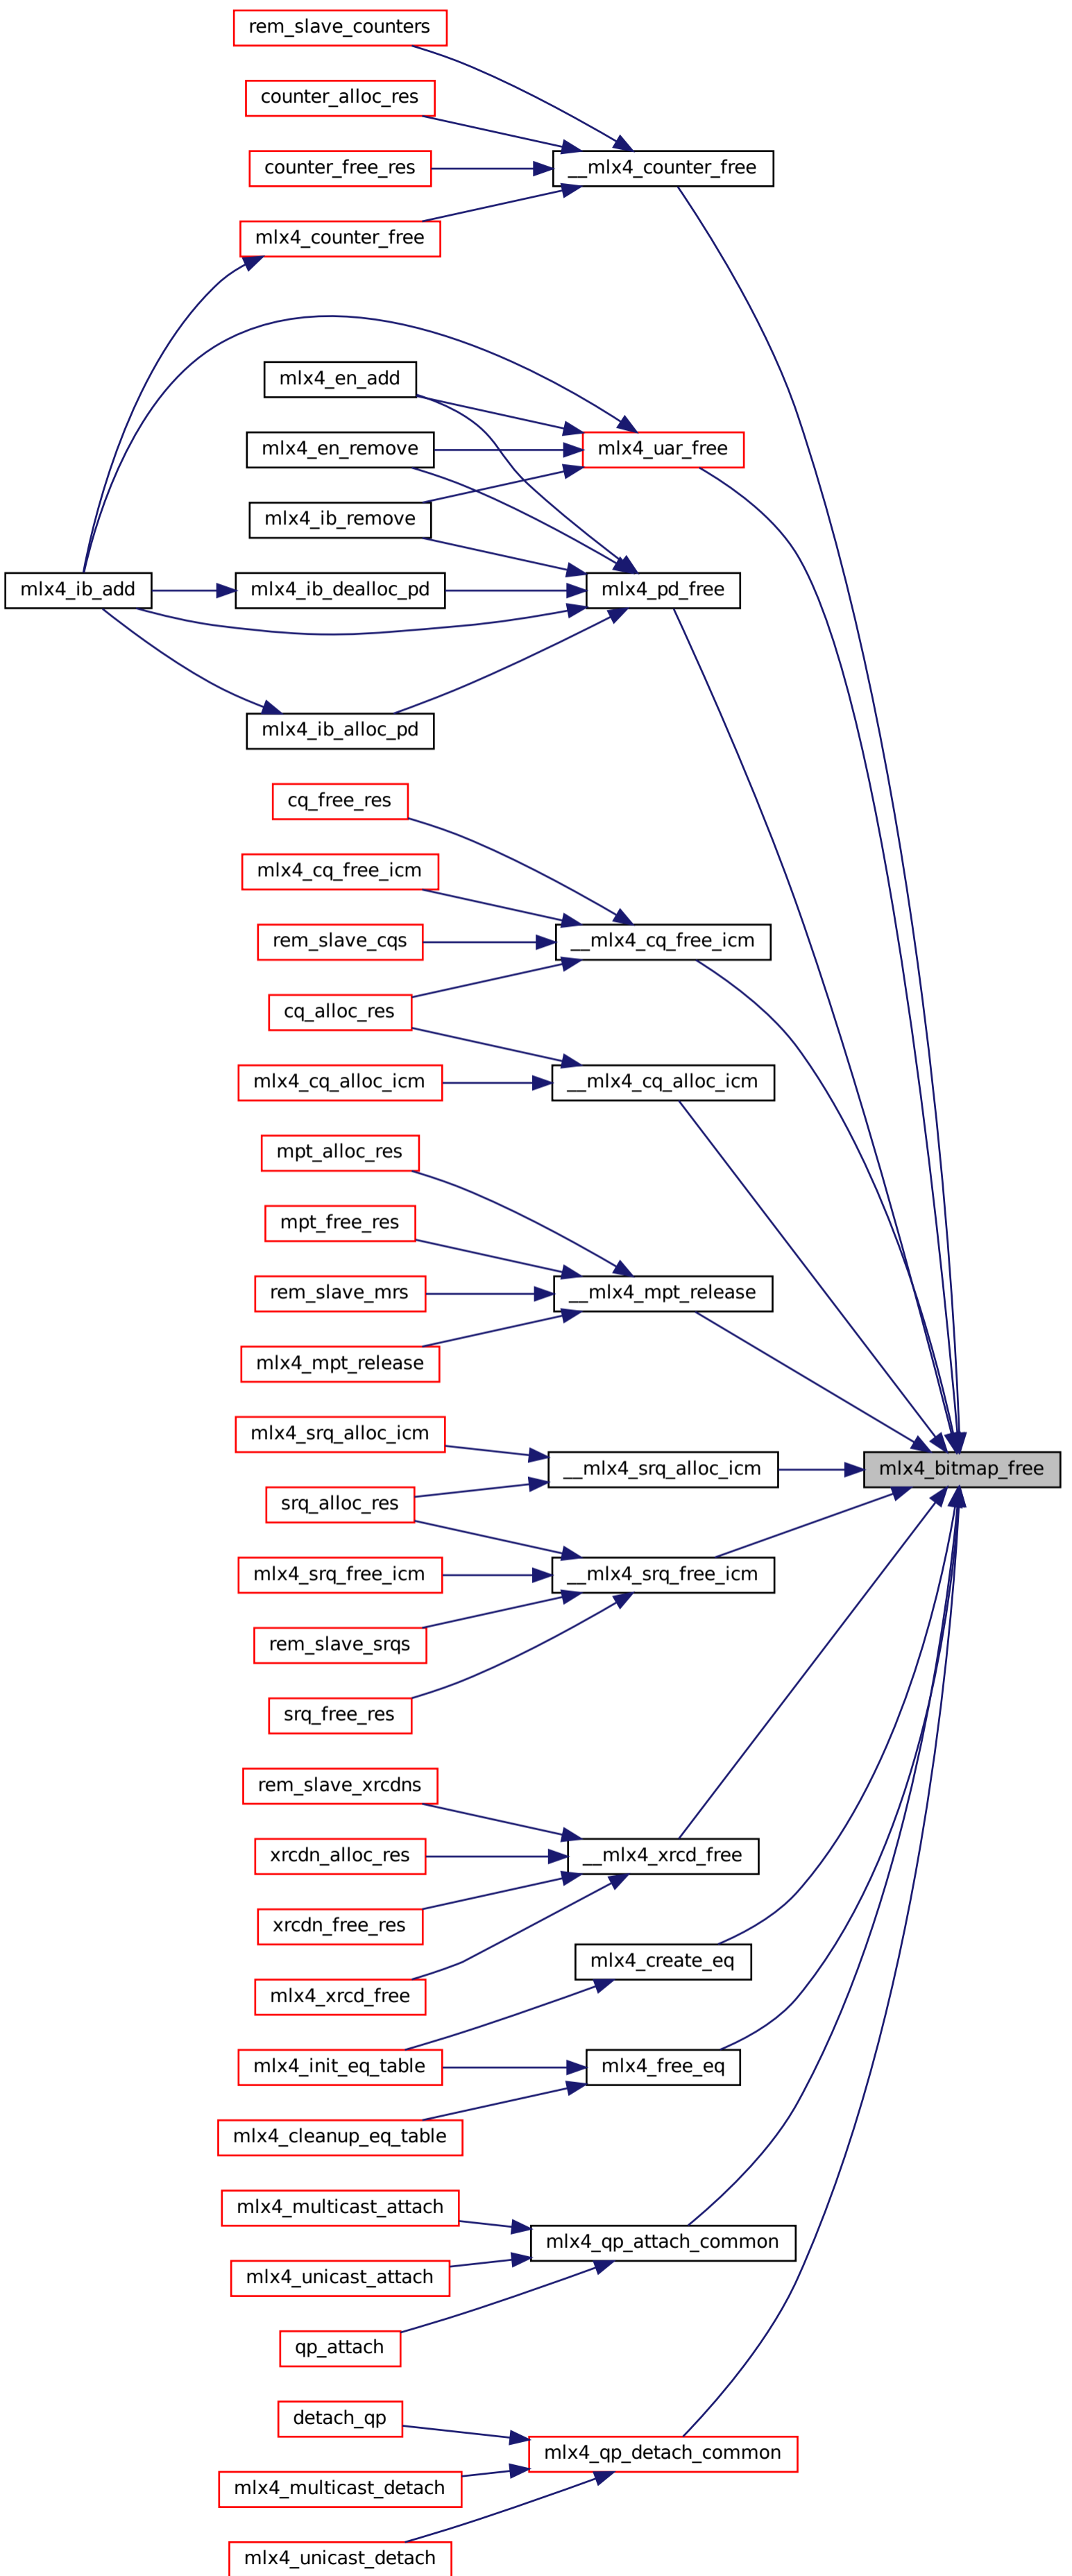 rem_slave_counters
counter_alloc_res
__mlx4_counter_free
counter_free_res
mlx4_counter_free
mlx4_en_add
mlx4_en_remove
mlx4_uar_free
mlx4_ib_remove
mlx4_ib_add
mlx4_ib_dealloc_pd
mlx4_pd_free
mlx4_ib_alloc_pd
cq_free_res
mlx4_cq_free_icm
rem_slave_cqs
__mlx4_cq_free_icm
cq_alloc_res
mlx4_cq_alloc_icm
__mlx4_cq_alloc_icm
mpt_alloc_res
mpt_free_res
rem_slave_mrs
__mlx4_mpt_release
mlx4_mpt_release
mlx4_srq_alloc_icm
__mlx4_srq_alloc_icm
mlx4_bitmap_free
srq_alloc_res
mlx4_srq_free_icm
__mlx4_srq_free_icm
rem_slave_srqs
srq_free_res
rem_slave_xrcdns
xrcdn_alloc_res
__mlx4_xrcd_free
xrcdn_free_res
mlx4_create_eq
mlx4_xrcd_free
mlx4_init_eq_table
mlx4_free_eq
mlx4_cleanup_eq_table
mlx4_multicast_attach
mlx4_qp_attach_common
mlx4_unicast_attach
qp_attach
detach_qp
mlx4_qp_detach_common
mlx4_multicast_detach
mlx4_unicast_detach